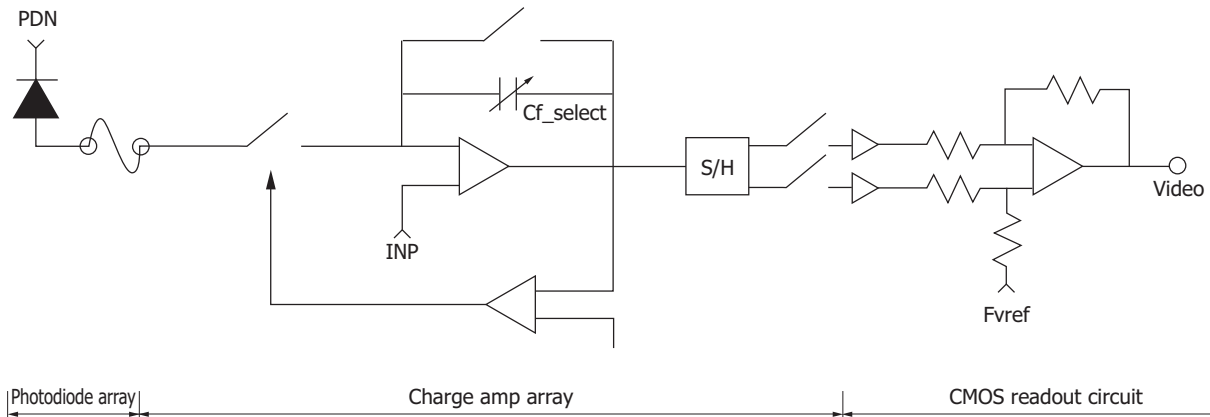 PDN
Cf_select
S/H
Video
INP
Fvref
Photodiode array
Charge amp array
CMOS readout circuit